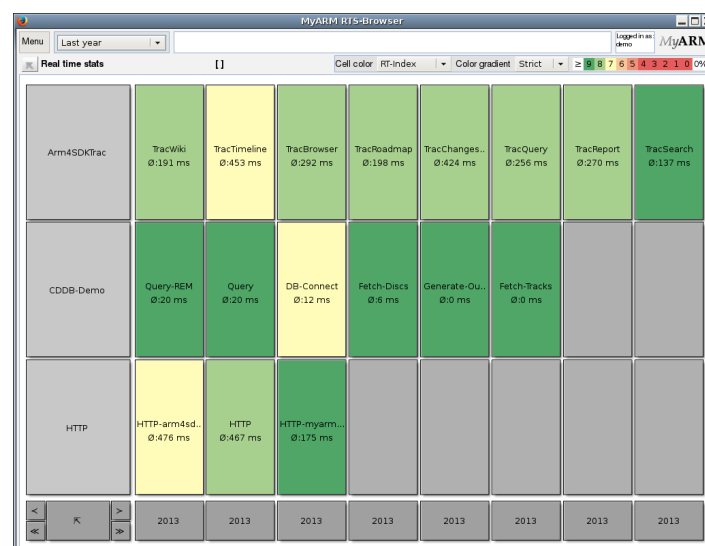 MyARM RTS-Browser
Menu Last year Logged in as: demo MyARM
Real time stats [ ] Cell color RT-Index Color gradient Strict ≥ 9 8 7 6 5 4 3 2 1 0 0%
Arm4SDKTrac
TracWiki
Ø:191 ms
TracTimeline
Ø:453 ms
TracBrowser
Ø:292 ms
TracRoadmap
Ø:198 ms
TracChanges..
Ø:424 ms
TracQuery
Ø:256 ms
TracReport
Ø:270 ms
TracSearch
Ø:137 ms
CDDB-Demo
Query-REM
Ø:20 ms
Query
Ø:20 ms
DB-Connect
Ø:12 ms
Fetch-Discs
Ø:6 ms
Generate-Ou..
Ø:0 ms
Fetch-Tracks
Ø:0 ms
HTTP
HTTP-arm4sd..
Ø:476 ms
HTTP
Ø:467 ms
HTTP-myarm...
Ø:175 ms
< >
≪ ≫
2013 2013 2013 2013 2013 2013 2013 2013